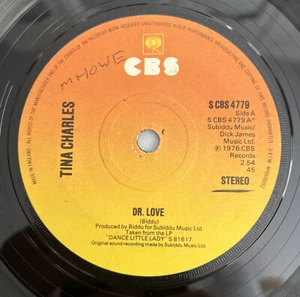 M HOWE
CBS
TINA CHARLES
S CBS 4779
Side A
S CBS 4779 A
Subiddu Music/
Dick James
Music Ltd.
℗ 1976 CBS
Records
2.54
45
STEREO
DR. LOVE
(Biddu)
Produced by Biddu for Subiddu Music Ltd.
Taken from the LP
"DANCE LITTLE LADY" S 81617
Original sound recording made by Subiddu Music Ltd.